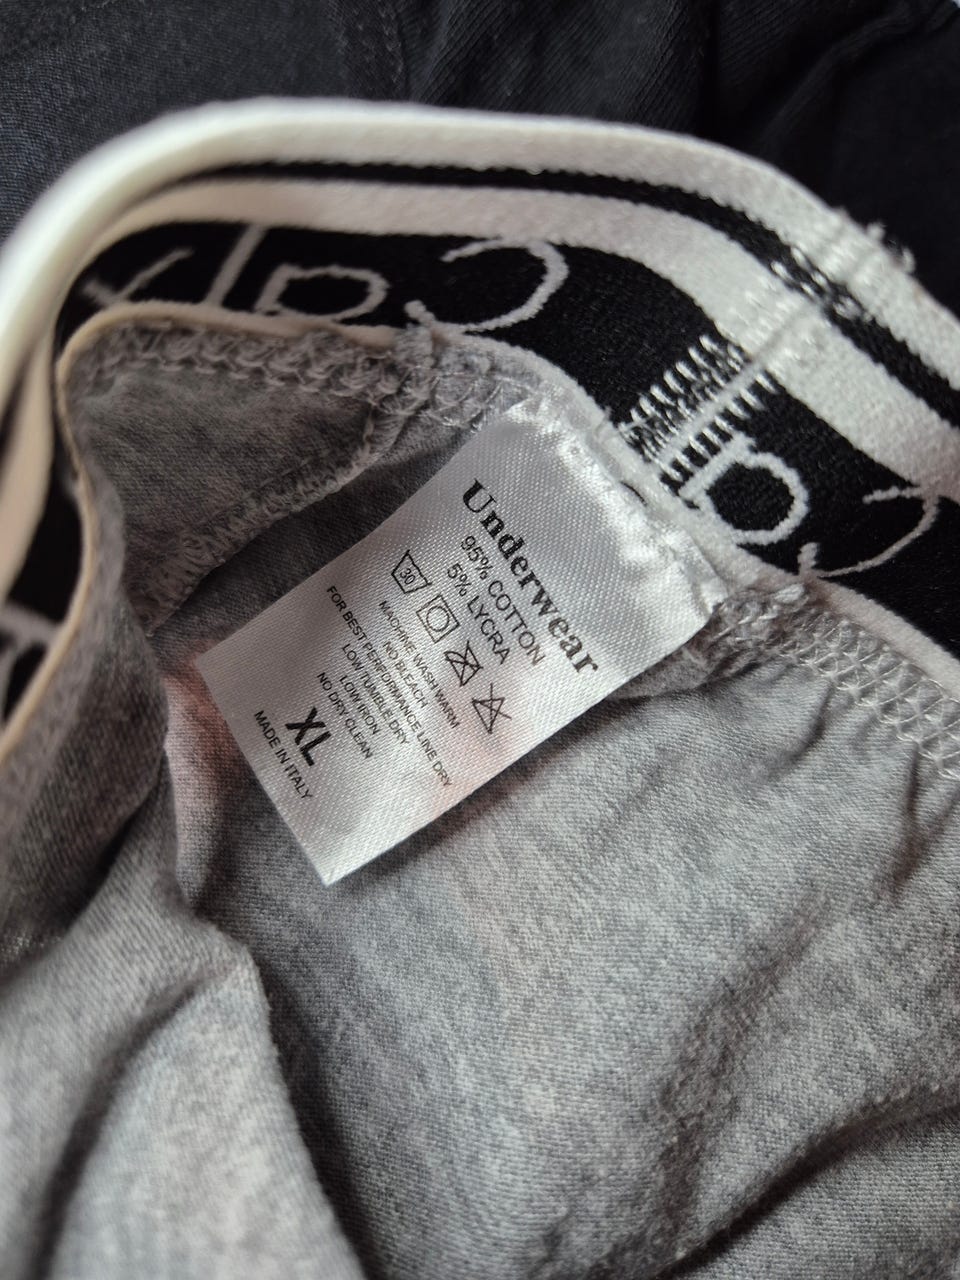 Underwear
95% COTTON
5% LYCRA
30
MACHINE WASH WARM
NO BLEACH
FOR BEST PERFORMANCE LINE DRY
LOW TUMBLE DRY
LOW IRON
NO DRY CLEAN
XL
MADE IN ITALY